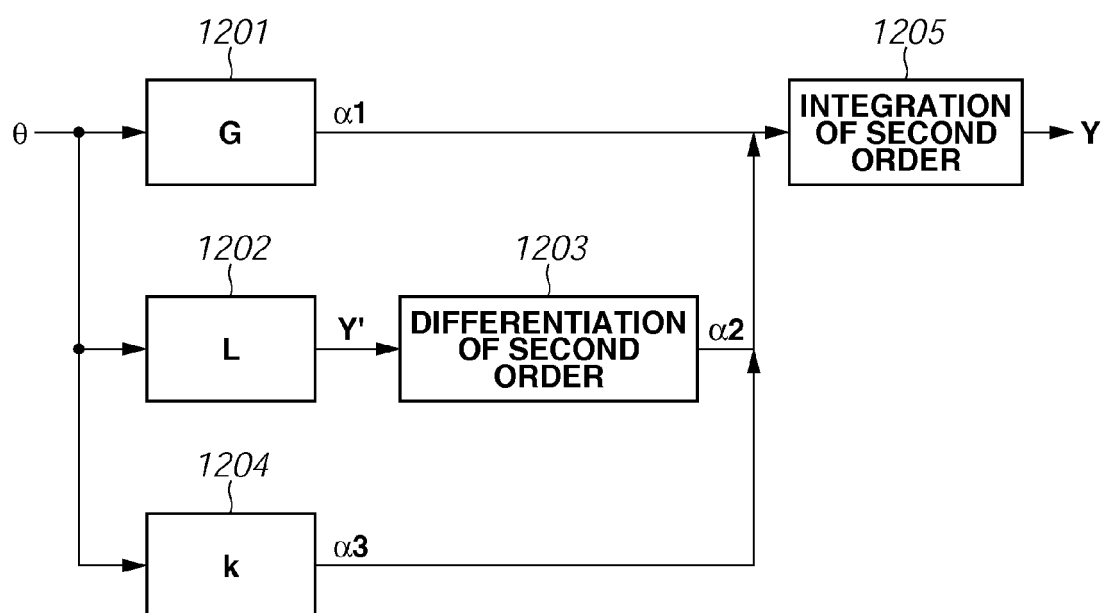 1201
1205
θ
G
α1
INTEGRATION
OF SECOND
ORDER
Y
1202
1203
L
Y'
DIFFERENTIATION
OF SECOND
ORDER
α2
1204
k
α3